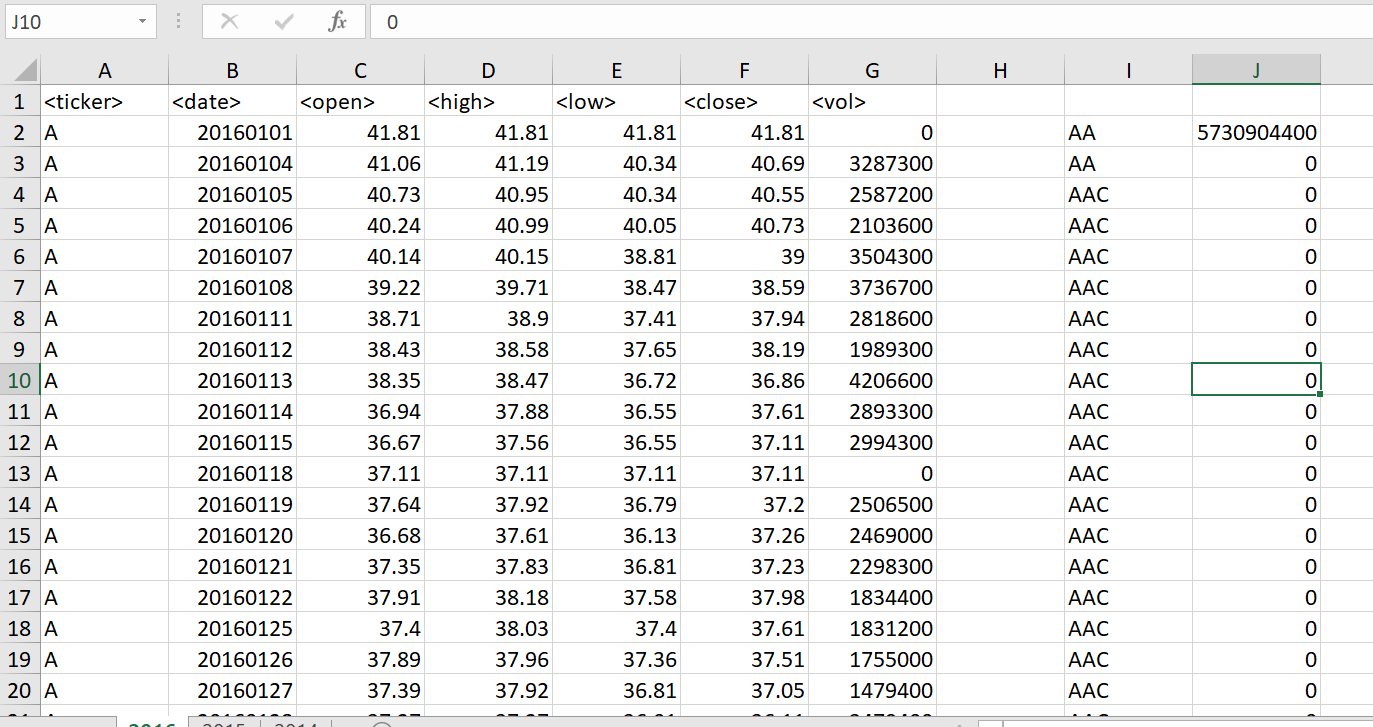 J10 fx 0
A B C D E F G H I J
1 <ticker> <date> <open> <high> <low> <close> <vol>
2 A 20160101 41.81 41.81 41.81 41.81 0 AA 5730904400
3 A 20160104 41.06 41.19 40.34 40.69 3287300 AA 0
4 A 20160105 40.73 40.95 40.34 40.55 2587200 AAC 0
5 A 20160106 40.24 40.99 40.05 40.73 2103600 AAC 0
6 A 20160107 40.14 40.15 38.81 39 3504300 AAC 0
7 A 20160108 39.22 39.71 38.47 38.59 3736700 AAC 0
8 A 20160111 38.71 38.9 37.41 37.94 2818600 AAC 0
9 A 20160112 38.43 38.58 37.65 38.19 1989300 AAC 0
10 A 20160113 38.35 38.47 36.72 36.86 4206600 AAC 0
11 A 20160114 36.94 37.88 36.55 37.61 2893300 AAC 0
12 A 20160115 36.67 37.56 36.55 37.11 2994300 AAC 0
13 A 20160118 37.11 37.11 37.11 37.11 0 AAC 0
14 A 20160119 37.64 37.92 36.79 37.2 2506500 AAC 0
15 A 20160120 36.68 37.61 36.13 37.26 2469000 AAC 0
16 A 20160121 37.35 37.83 36.81 37.23 2298300 AAC 0
17 A 20160122 37.91 38.18 37.58 37.98 1834400 AAC 0
18 A 20160125 37.4 38.03 37.4 37.61 1831200 AAC 0
19 A 20160126 37.89 37.96 37.36 37.51 1755000 AAC 0
20 A 20160127 37.39 37.92 36.81 37.05 1479400 AAC 0
2016 2015 2014